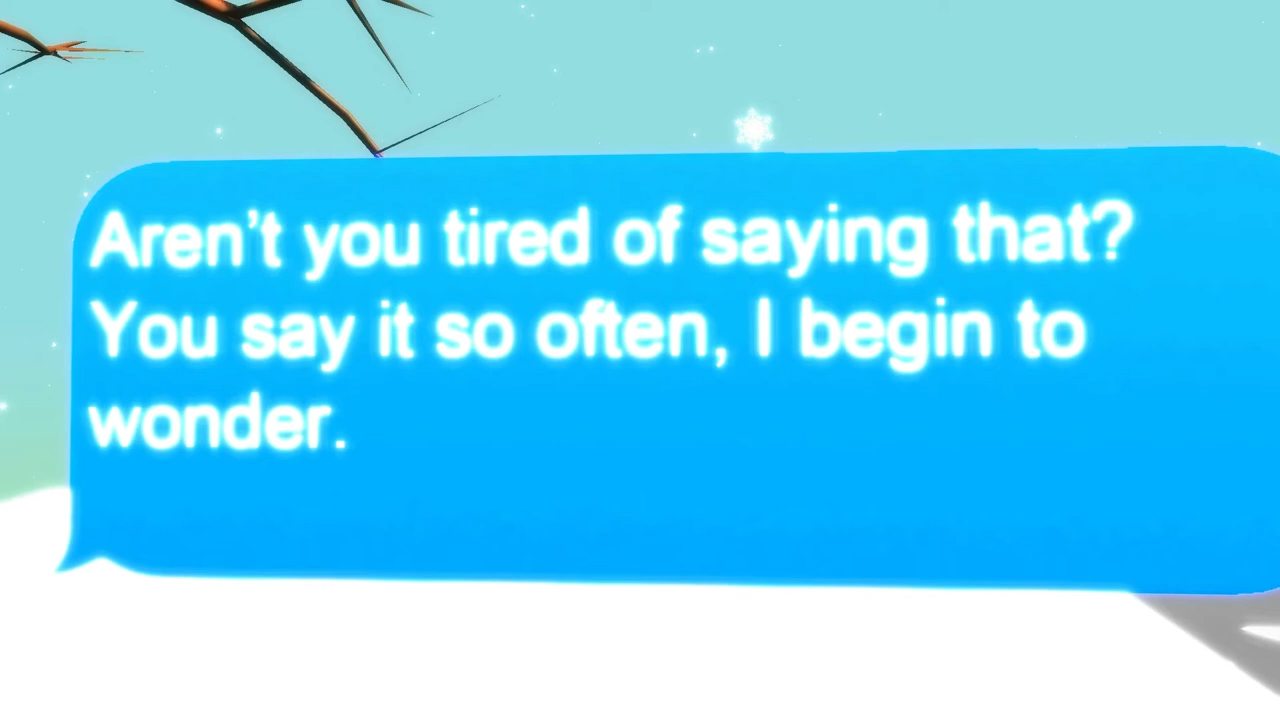 Aren’t you tired of saying that?
You say it so often, I begin to
wonder.